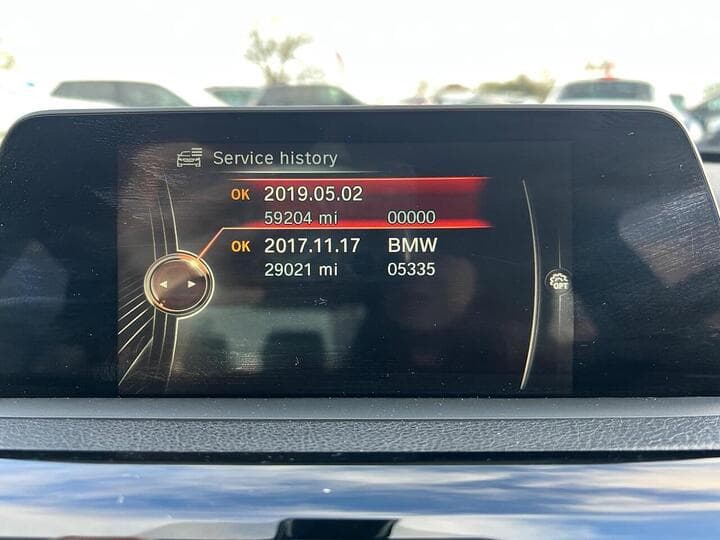 Service history
OK 2019.05.02
59204 mi 00000
OK 2017.11.17 BMW
29021 mi 05335
OPT